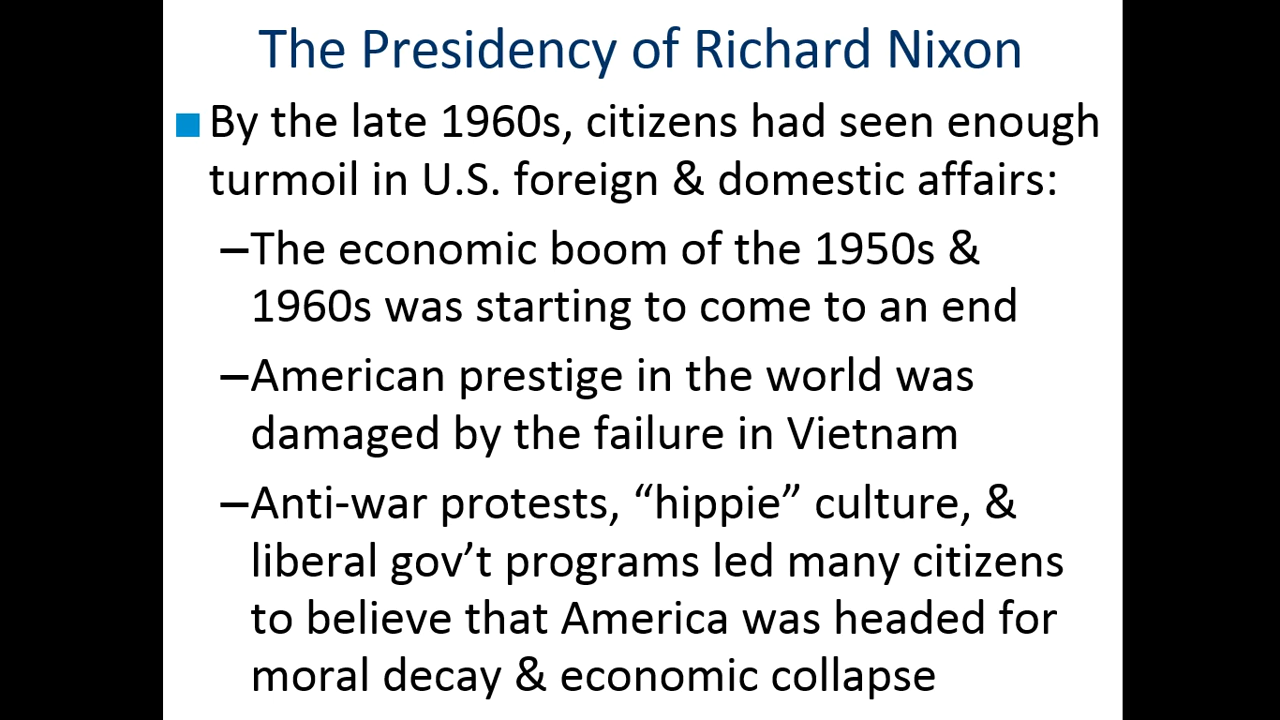 The Presidency of Richard Nixon
■ By the late 1960s, citizens had seen enough
turmoil in U.S. foreign & domestic affairs:
–The economic boom of the 1950s &
1960s was starting to come to an end
–American prestige in the world was
damaged by the failure in Vietnam
–Anti-war protests, “hippie” culture, &
liberal gov’t programs led many citizens
to believe that America was headed for
moral decay & economic collapse